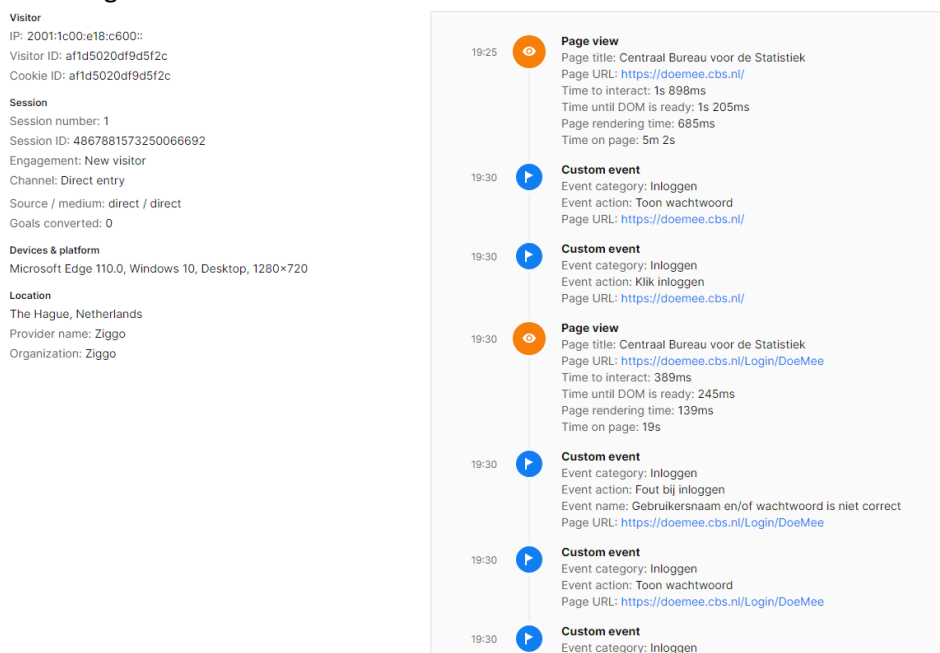 Visitor
IP: 2001:1c00:e18:c600::
Visitor ID: af1d5020df9d5f2c
Cookie ID: af1d5020df9d5f2c
Session
Session number: 1
Session ID: 4867881573250066692
Engagement: New visitor
Channel: Direct entry
Source / medium: direct / direct
Goals converted: 0
Devices & platform
Microsoft Edge 110.0, Windows 10, Desktop, 1280×720
Location
The Hague, Netherlands
Provider name: Ziggo
Organization: Ziggo
19:25
Page view
Page title: Centraal Bureau voor de Statistiek
Page URL: https://doemee.cbs.nl/
Time to interact: 1s 898ms
Time until DOM is ready: 1s 205ms
Page rendering time: 685ms
Time on page: 5m 2s
19:30
Custom event
Event category: Inloggen
Event action: Toon wachtwoord
Page URL: https://doemee.cbs.nl/
19:30
Custom event
Event category: Inloggen
Event action: Klik inloggen
Page URL: https://doemee.cbs.nl/
19:30
Page view
Page title: Centraal Bureau voor de Statistiek
Page URL: https://doemee.cbs.nl/Login/DoeMee
Time to interact: 389ms
Time until DOM is ready: 245ms
Page rendering time: 139ms
Time on page: 19s
19:30
Custom event
Event category: Inloggen
Event action: Fout bij inloggen
Event name: Gebruikersnaam en/of wachtwoord is niet correct
Page URL: https://doemee.cbs.nl/Login/DoeMee
19:30
Custom event
Event category: Inloggen
Event action: Toon wachtwoord
Page URL: https://doemee.cbs.nl/Login/DoeMee
19:30
Custom event
Event category: Inloggen